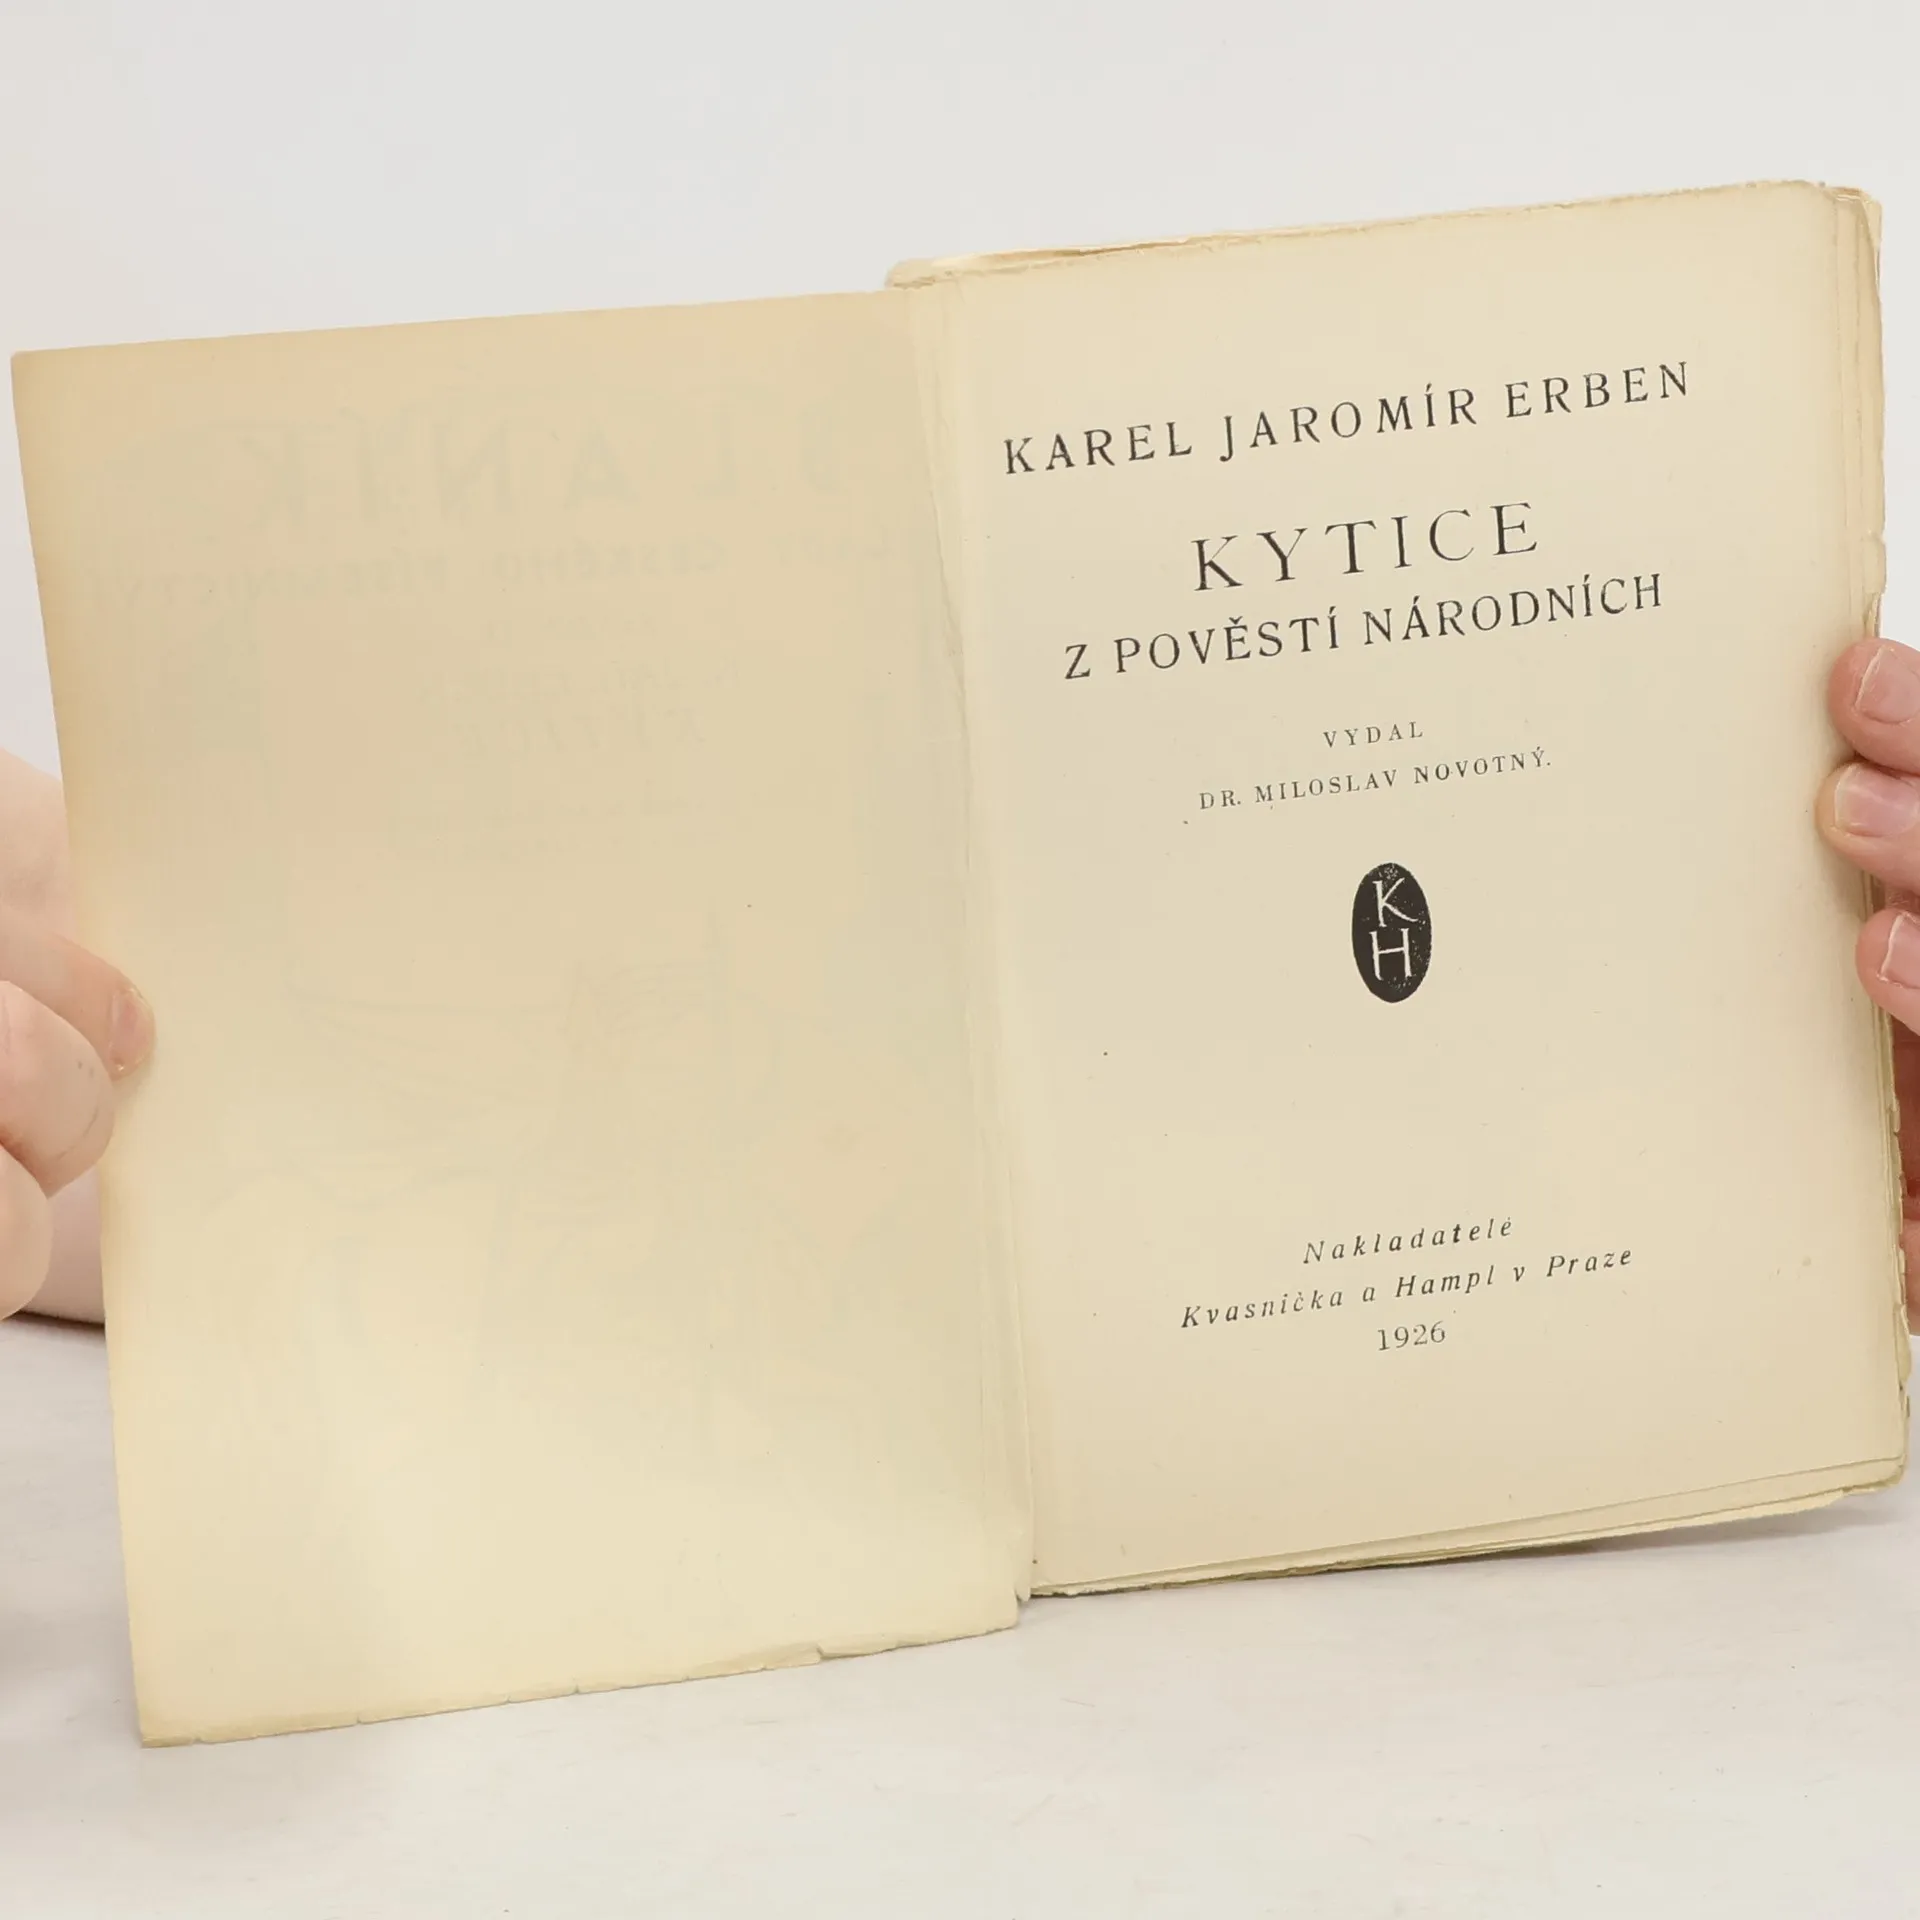 KAREL JAROMÍR ERBEN
KYTICE
Z POVĚSTÍ NÁRODNÍCH
VYDAL
DR. MILOSLAV NOVOTNÝ.
K
H
Nakladatelé
Kvasnička a Hampl v Praze
1926